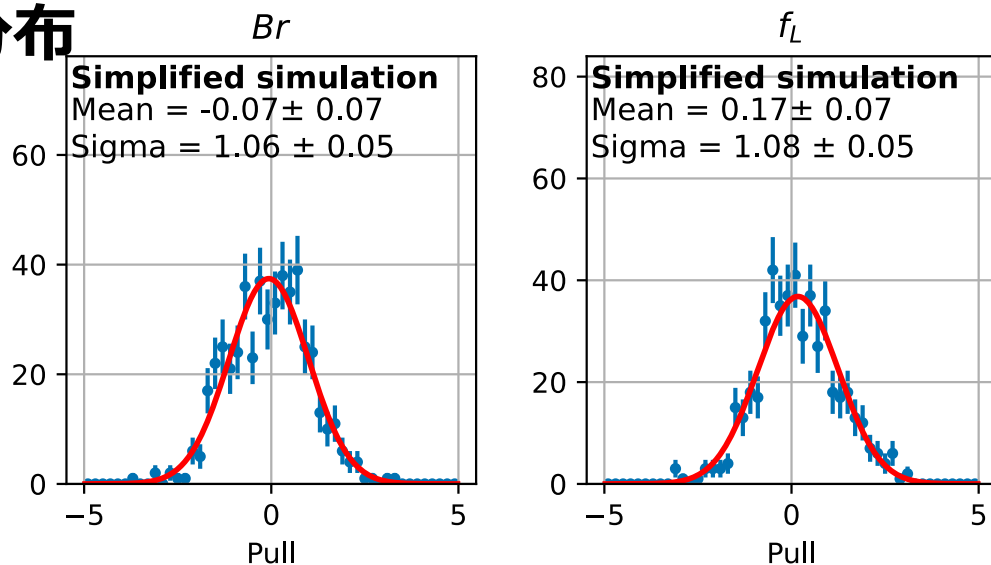 分布
Br
Simplified simulation
Mean = -0.07± 0.07
Sigma = 1.06 ± 0.05
60
40
20
0
−5
0
5
Pull
f_L
Simplified simulation
Mean = 0.17± 0.07
Sigma = 1.08 ± 0.05
80
60
40
20
0
−5
0
5
Pull